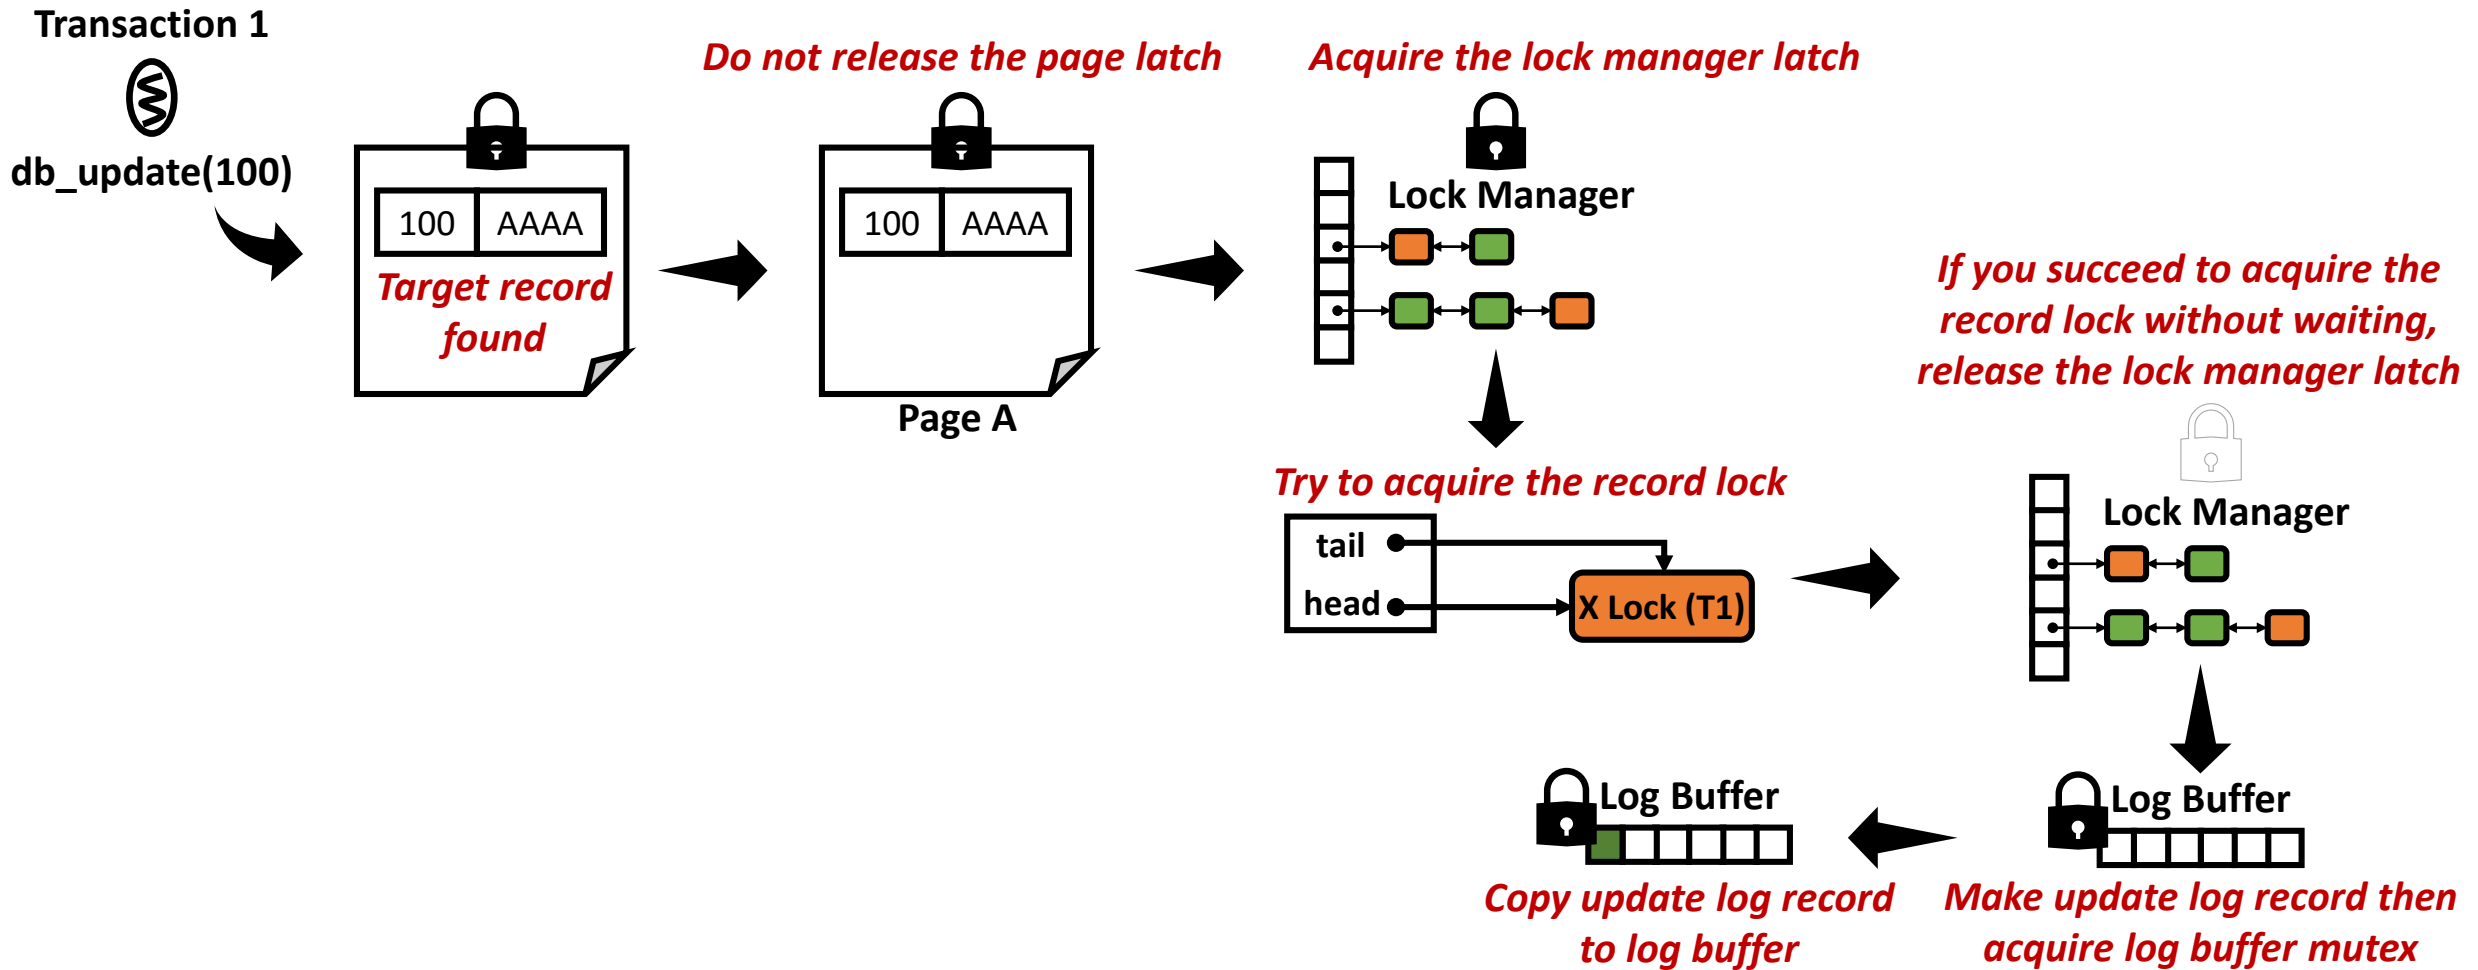 Transaction 1
db_update(100)
100 AAAA
Target record
found
Do not release the page latch
100 AAAA
Page A
Acquire the lock manager latch
Lock Manager
Try to acquire the record lock
tail
head
X Lock (T1)
If you succeed to acquire the
record lock without waiting,
release the lock manager latch
Lock Manager
Log Buffer
Make update log record then
acquire log buffer mutex
Log Buffer
Copy update log record
to log buffer